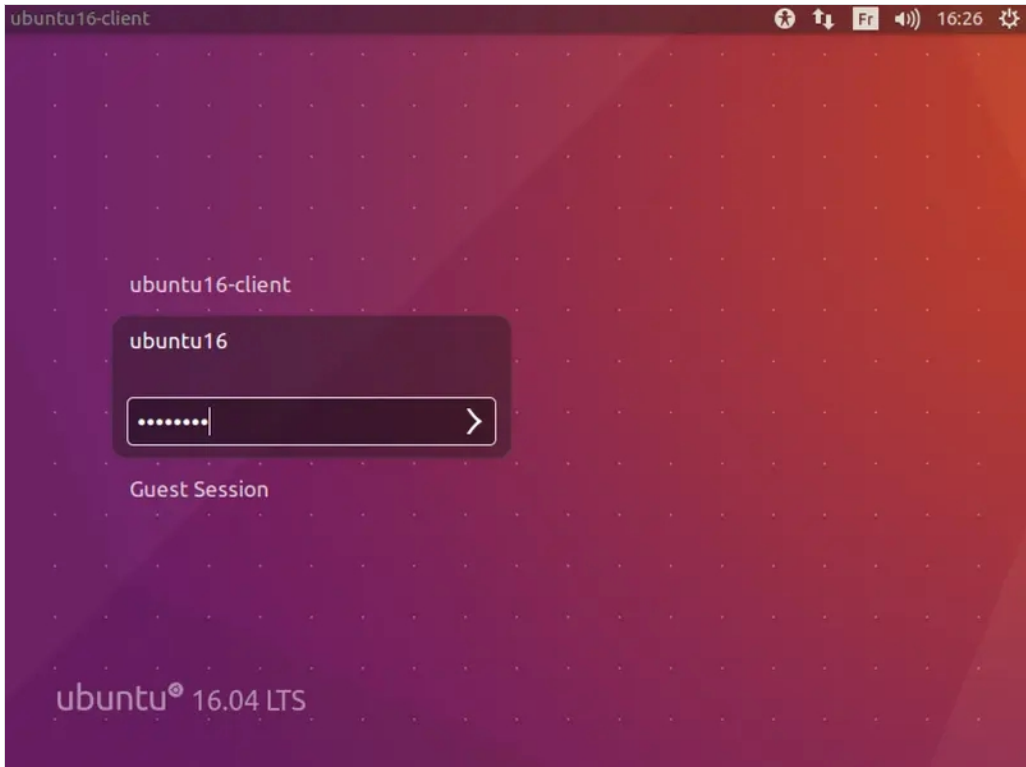 ubuntu16-client Fr 16:26
ubuntu16-client
ubuntu16
••••••••
Guest Session
ubuntu 16.04 LTS